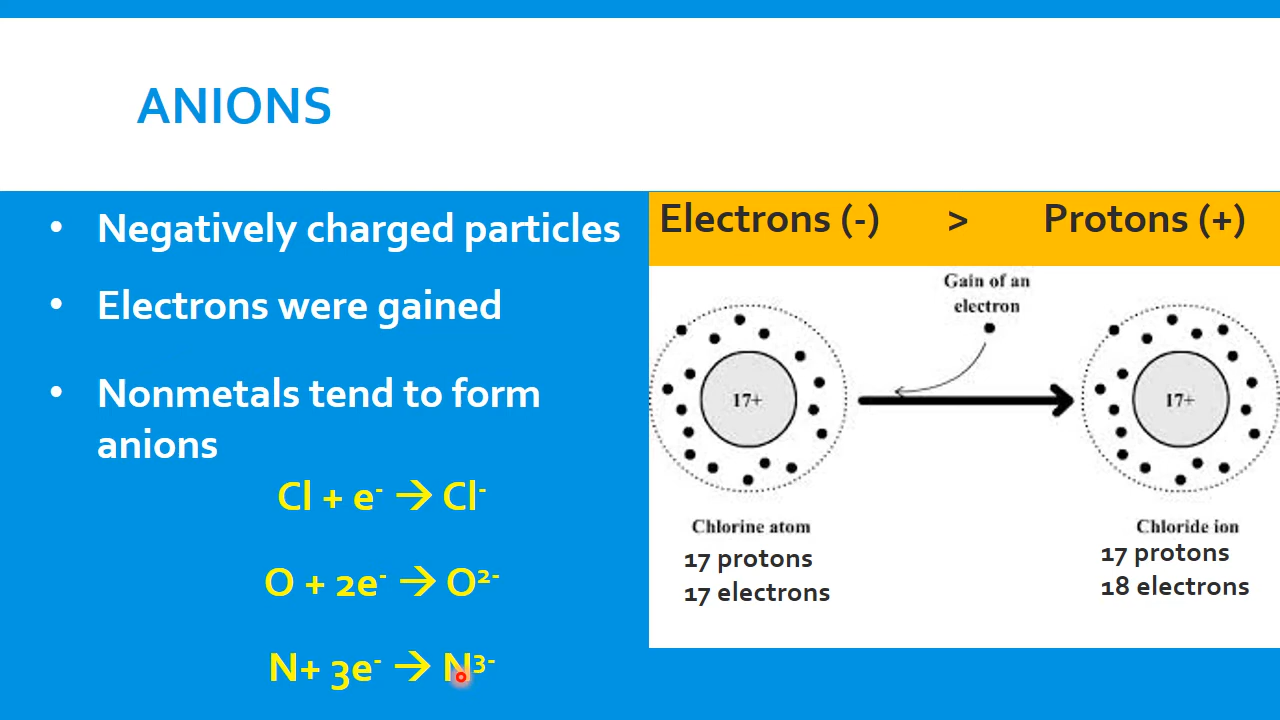 ANIONS
• Negatively charged particles
• Electrons were gained
• Nonmetals tend to form
anions
Cl + e⁻ → Cl⁻
O + 2e⁻ → O²⁻
N+ 3e⁻ → N³⁻
Electrons (-) > Protons (+)
Gain of an
electron
17+
17+
Chlorine atom
17 protons
17 electrons
Chloride ion
17 protons
18 electrons